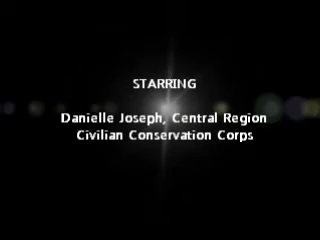 STARRING
Danielle Joseph, Central Region
Civilian Conservation Corps